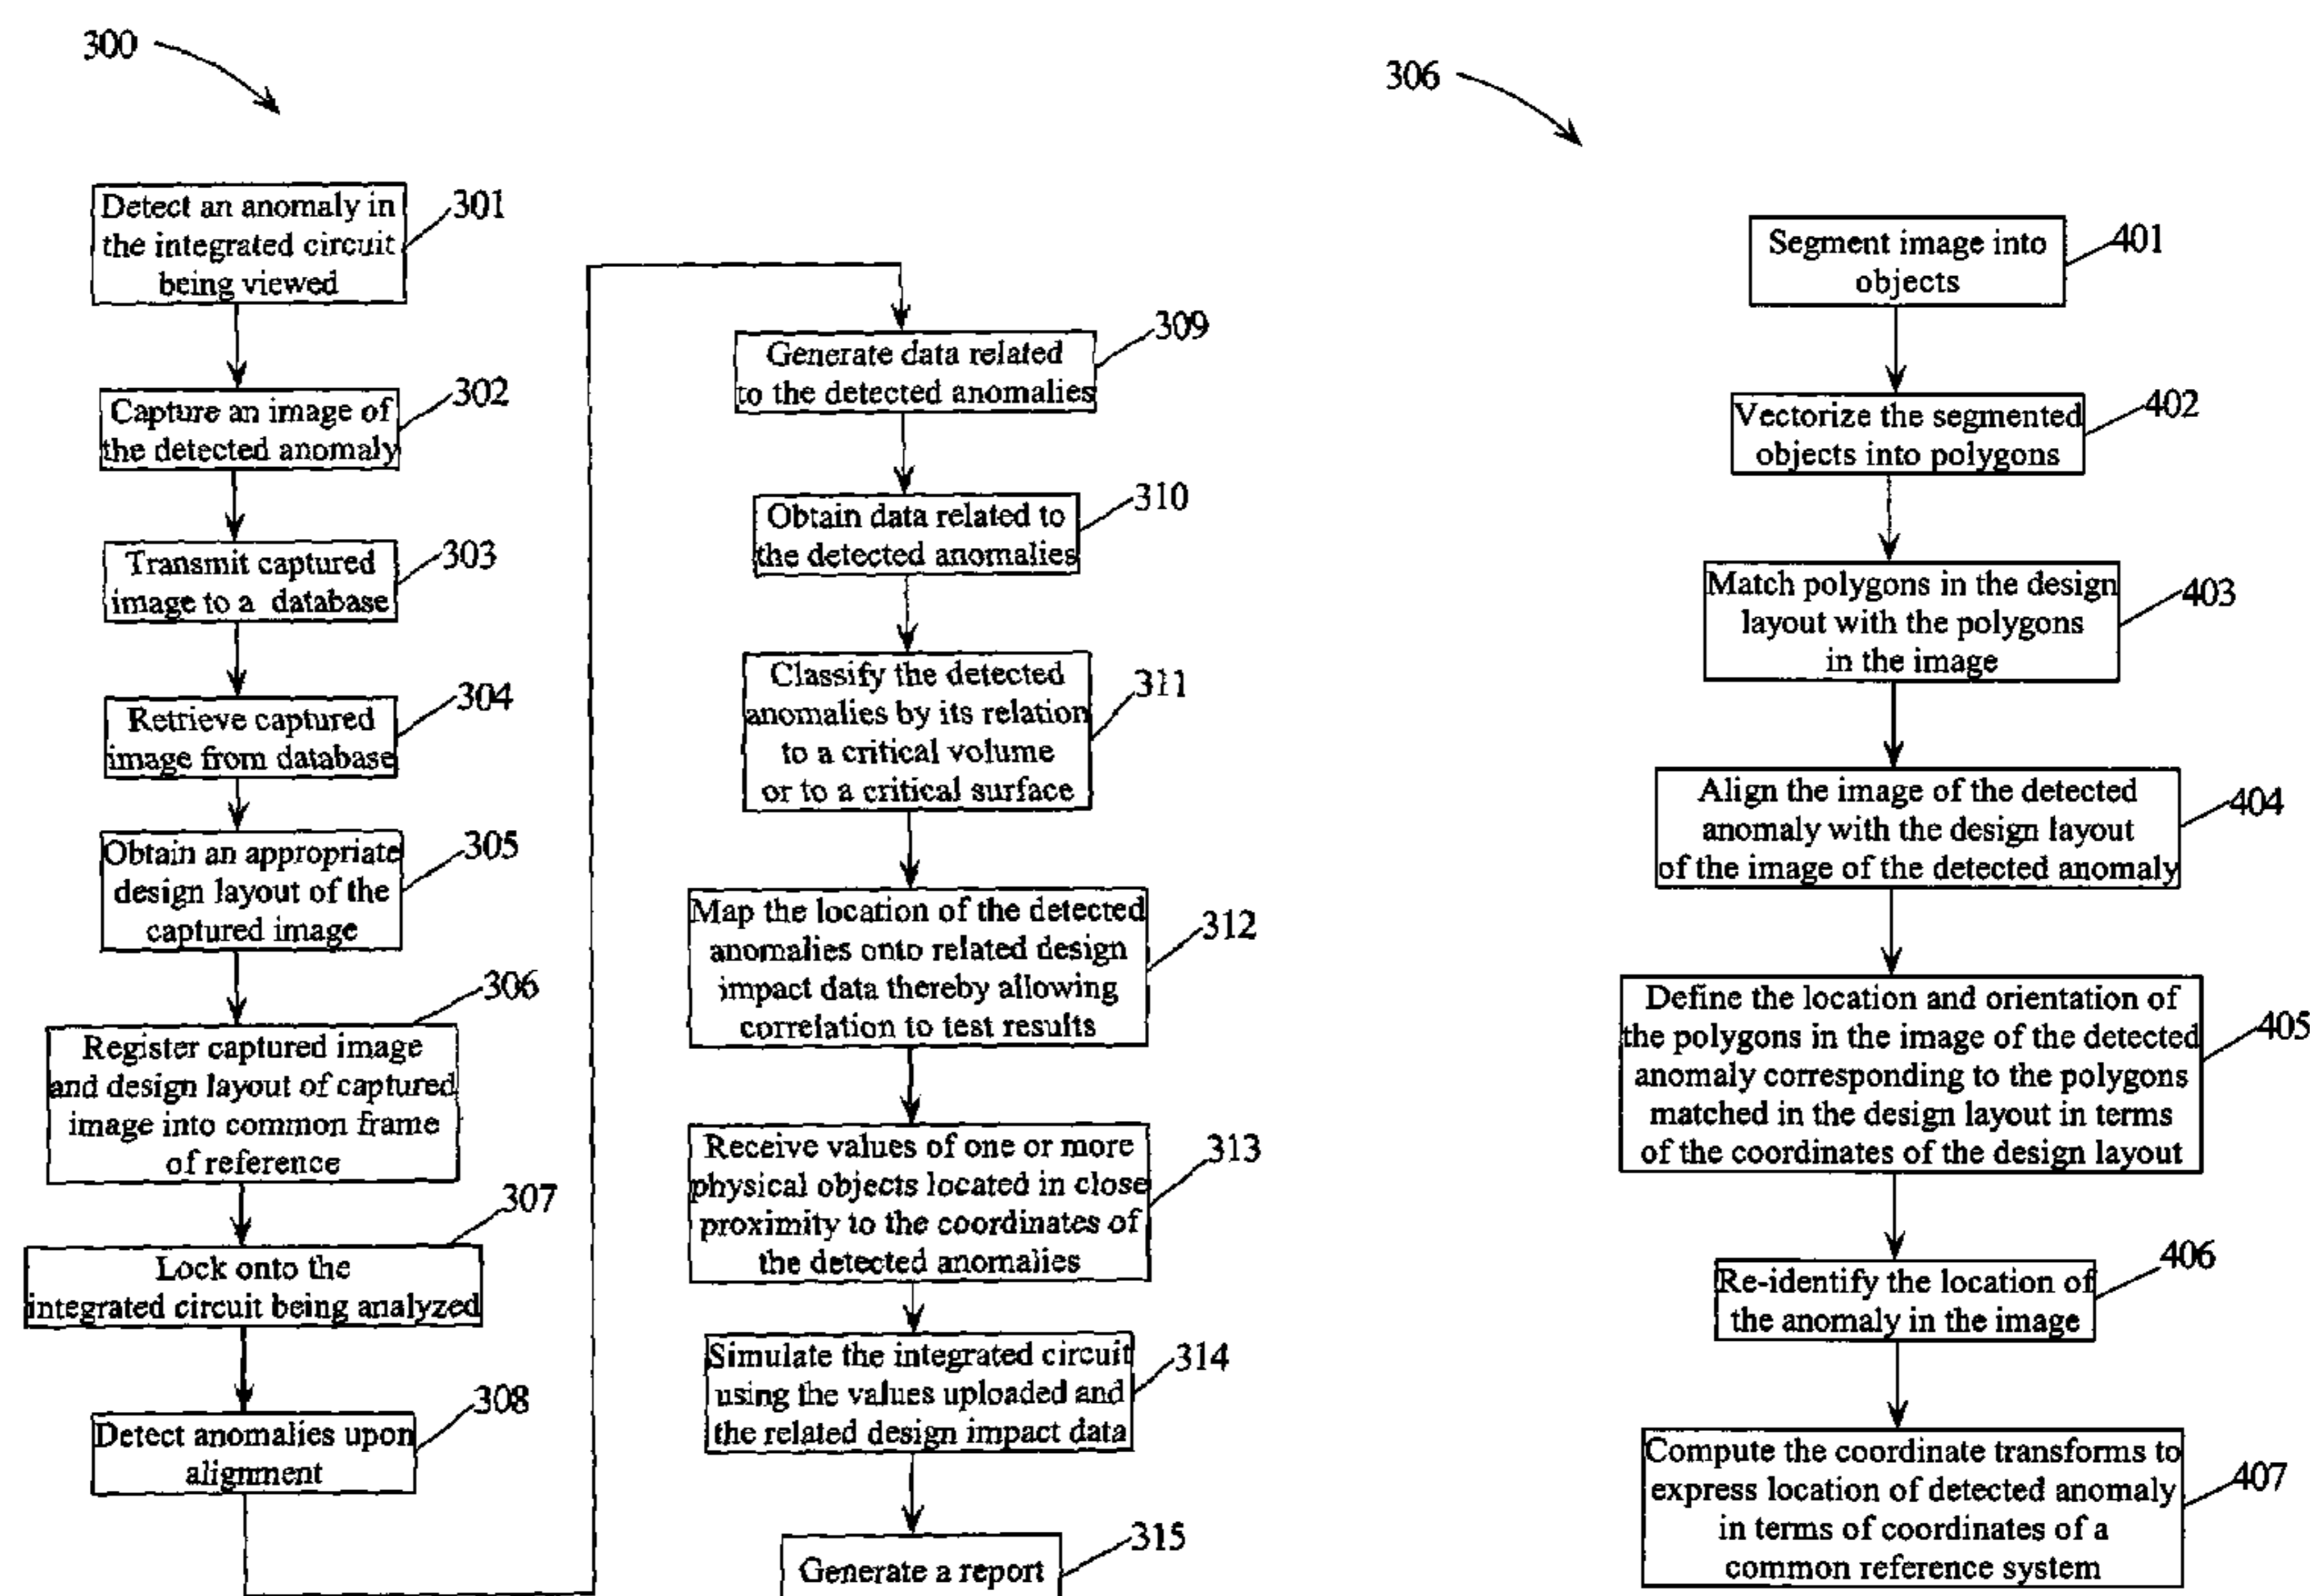 300
Detect an anomaly in
the integrated circuit
being viewed
301
Capture an image of
the detected anomaly
302
Transmit captured
image to a database
303
Retrieve captured
image from database
304
Obtain an appropriate
design layout of the
captured image
305
Register captured image
and design layout of captured
image into common frame
of reference
306
Lock onto the
integrated circuit being analyzed
307
Detect anomalies upon
alignment
308
Generate data related
to the detected anomalies
309
Obtain data related to
the detected anomalies
310
Classify the detected
anomalies by its relation
to a critical volume
or to a critical surface
311
Map the location of the detected
anomalies onto related design
impact data thereby allowing
correlation to test results
312
Receive values of one or more
physical objects located in close
proximity to the coordinates of
the detected anomalies
313
Simulate the integrated circuit
using the values uploaded and
the related design impact data
314
Generate a report
315
306
Segment image into
objects
401
Vectorize the segmented
objects into polygons
402
Match polygons in the design
layout with the polygons
in the image
403
Align the image of the detected
anomaly with the design layout
of the image of the detected anomaly
404
Define the location and orientation of
the polygons in the image of the detected
anomaly corresponding to the polygons
matched in the design layout in terms
of the coordinates of the design layout
405
Re-identify the location of
the anomaly in the image
406
Compute the coordinate transforms to
express location of detected anomaly
in terms of coordinates of a
common reference system
407